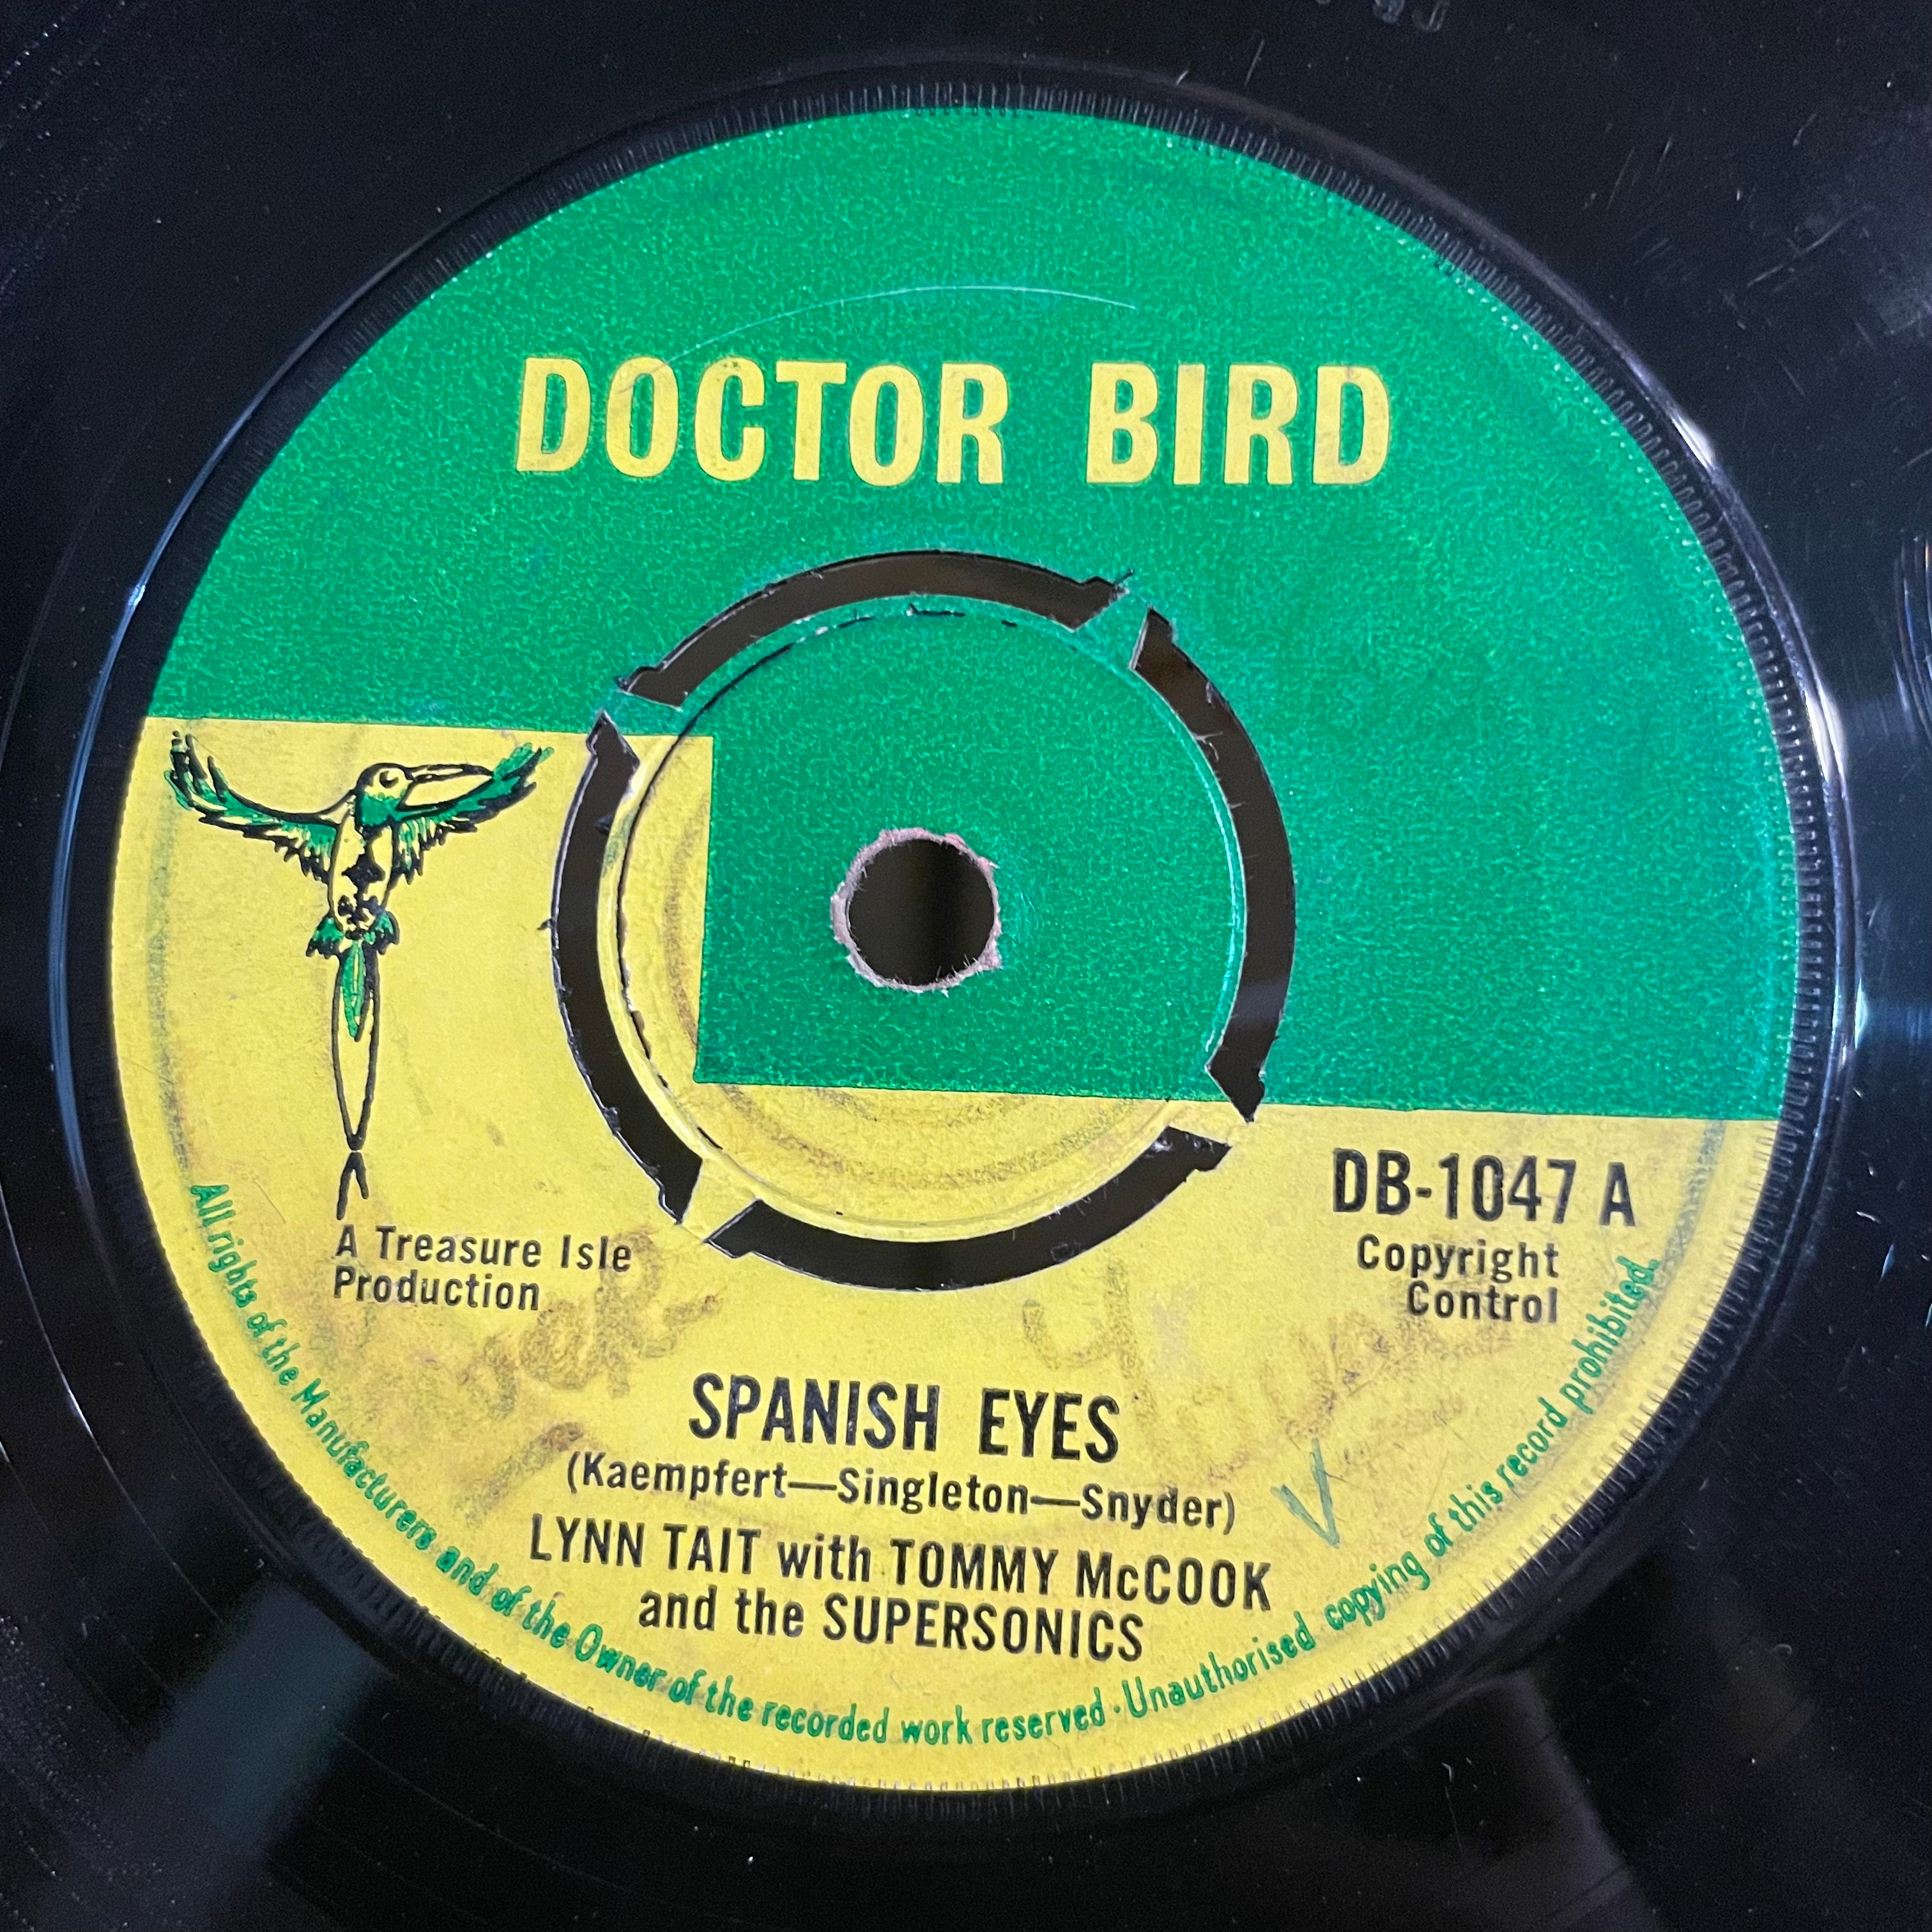 DOCTOR BIRD
DB-1047 A
Copyright
Control
A Treasure Isle
Production
SPANISH EYES
(Kaempfert—Singleton—Snyder)
LYNN TAIT with TOMMY McCOOK
and the SUPERSONICS
All rights of the Manufacturers and of the Owner of the recorded work reserved · Unauthorised copying of this record prohibited.